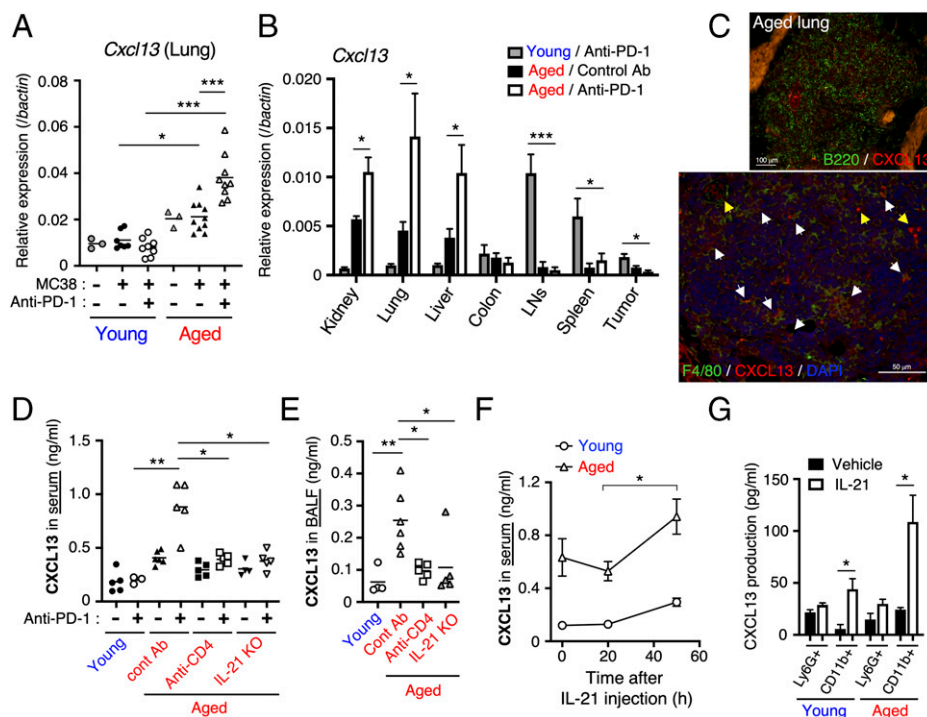 A
Cxcl13 (Lung)
Relative expression (/bactin)
0.08
0.06
0.04
0.02
0.00
***
***
*
MC38 : - + + - + +
Anti-PD-1 : - - + - - +
Young Aged
B
Cxcl13
Young / Anti-PD-1
Aged / Control Ab
Aged / Anti-PD-1
Relative expression (/bactin)
0.020
0.015
0.010
0.005
0.000
* * * *** * *
Kidney Lung Liver Colon LNs Spleen Tumor
C
Aged lung
100 µm
B220 / CXCL13
F4/80 / CXCL13 / DAPI
50 µm
D
CXCL13 in serum (ng/ml)
1.5
1.0
0.5
0
** * *
Anti-PD-1 : - + - + - + - +
Young cont Ab Anti-CD4 IL-21 KO
Aged
E
CXCL13 in BALF (ng/ml)
0.5
0.4
0.3
0.2
0.1
0
** * *
Young Cont Ab Anti-CD4 IL-21 KO
Aged
F
Young
Aged
CXCL13 in serum (ng/ml)
1.2
0.9
0.6
0.3
0
*
0 20 40 60
Time after
IL-21 injection (h)
G
Vehicle
IL-21
CXCL13 production (pg/ml)
150
100
50
0
* *
Ly6G+ CD11b+ Ly6G+ CD11b+
Young Aged